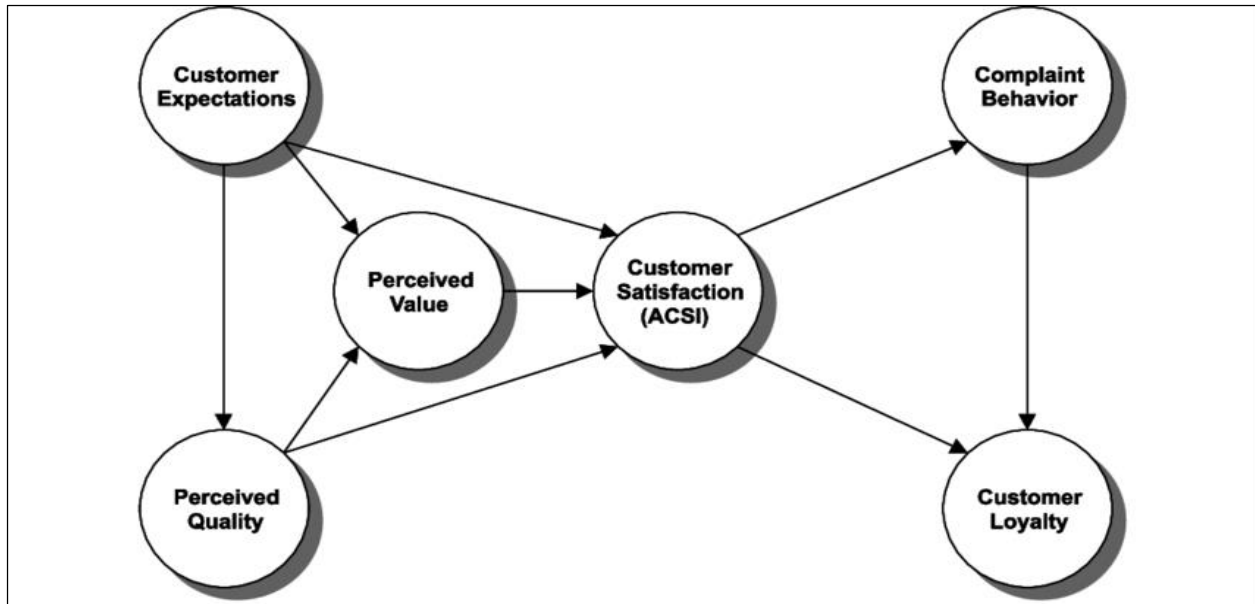 Customer
Expectations
Complaint
Behavior
Perceived
Value
Customer
Satisfaction
(ACSI)
Perceived
Quality
Customer
Loyalty